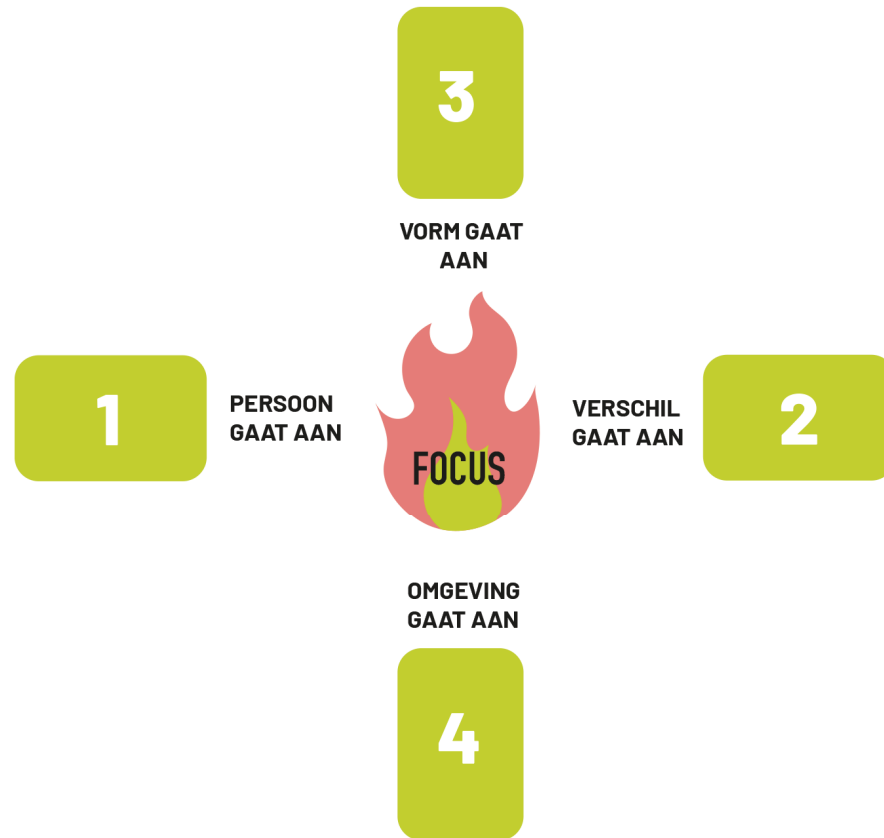 3
VORM GAAT
AAN
1
PERSOON
GAAT AAN
FOCUS
VERSCHIL
GAAT AAN
2
OMGEVING
GAAT AAN
4